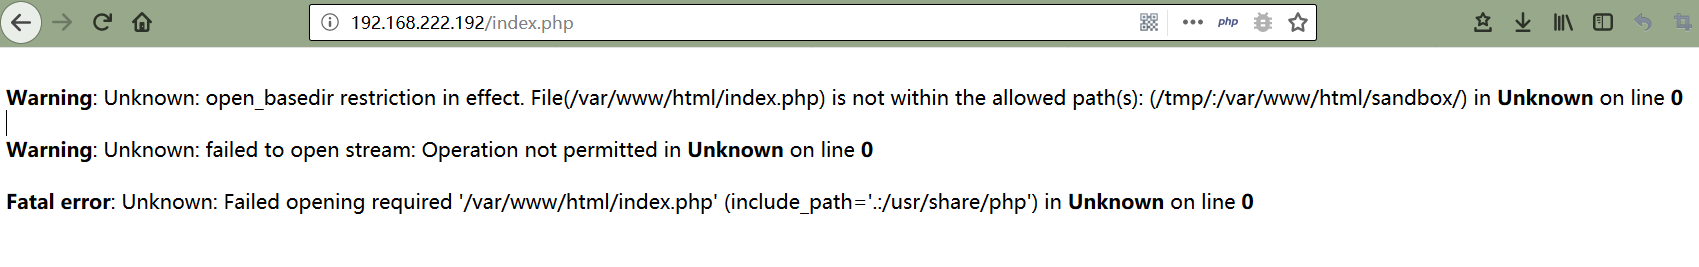 192.168.222.192/index.php
php
Warning: Unknown: open_basedir restriction in effect. File(/var/www/html/index.php) is not within the allowed path(s): (/tmp/:/var/www/html/sandbox/) in Unknown on line 0
Warning: Unknown: failed to open stream: Operation not permitted in Unknown on line 0
Fatal error: Unknown: Failed opening required '/var/www/html/index.php' (include_path='.:/usr/share/php') in Unknown on line 0